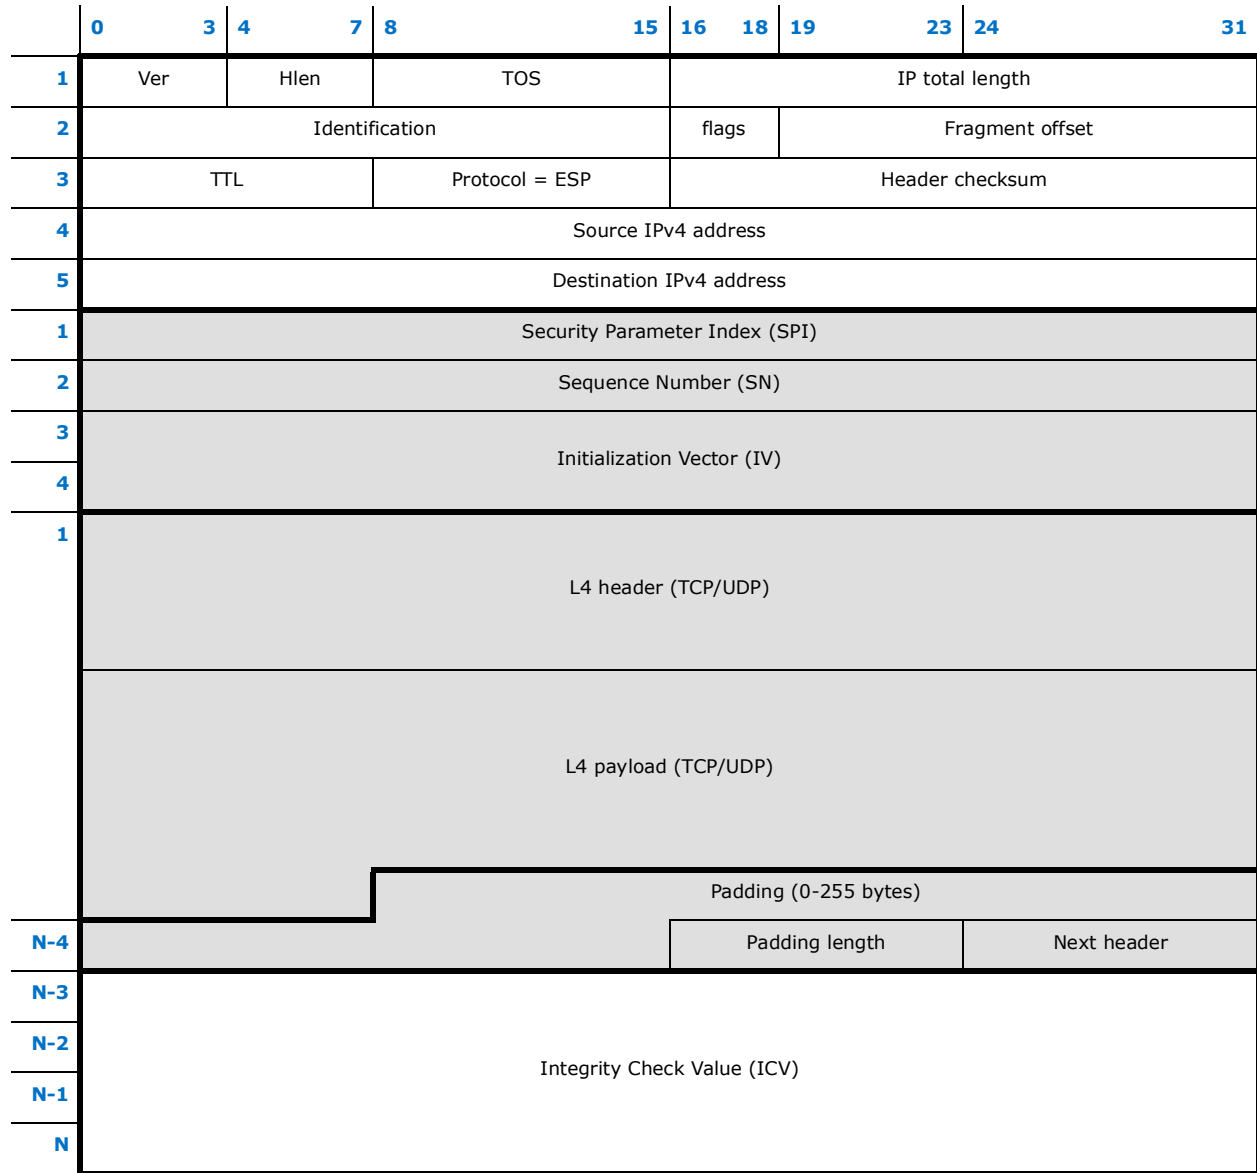 0 3 4 7 8 15 16 18 19 23 24 31
1 Ver Hlen TOS IP total length
2 Identification flags Fragment offset
3 TTL Protocol = ESP Header checksum
4 Source IPv4 address
5 Destination IPv4 address
1 Security Parameter Index (SPI)
2 Sequence Number (SN)
3
Initialization Vector (IV)
4
1
L4 header (TCP/UDP)
L4 payload (TCP/UDP)
Padding (0-255 bytes)
N-4 Padding length Next header
N-3
N-2
Integrity Check Value (ICV)
N-1
N